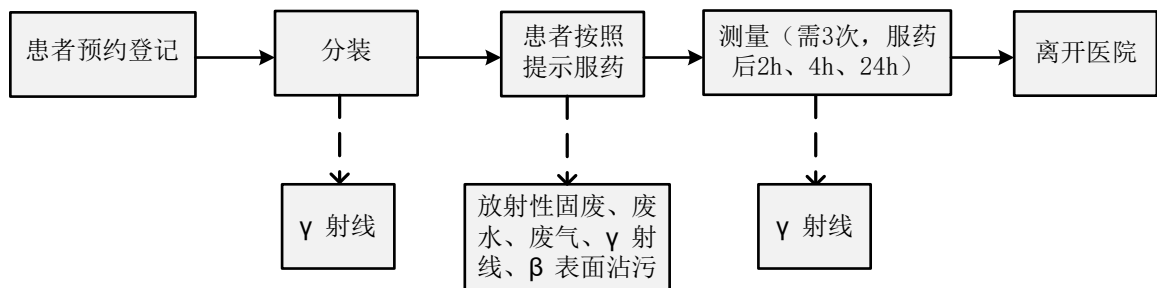 患者预约登记
分装
患者按照
提示服药
测量（需3次，服药
后2h、4h、24h）
离开医院
γ 射线
放射性固废、废
水、废气、γ 射
线、β 表面沾污
γ 射线